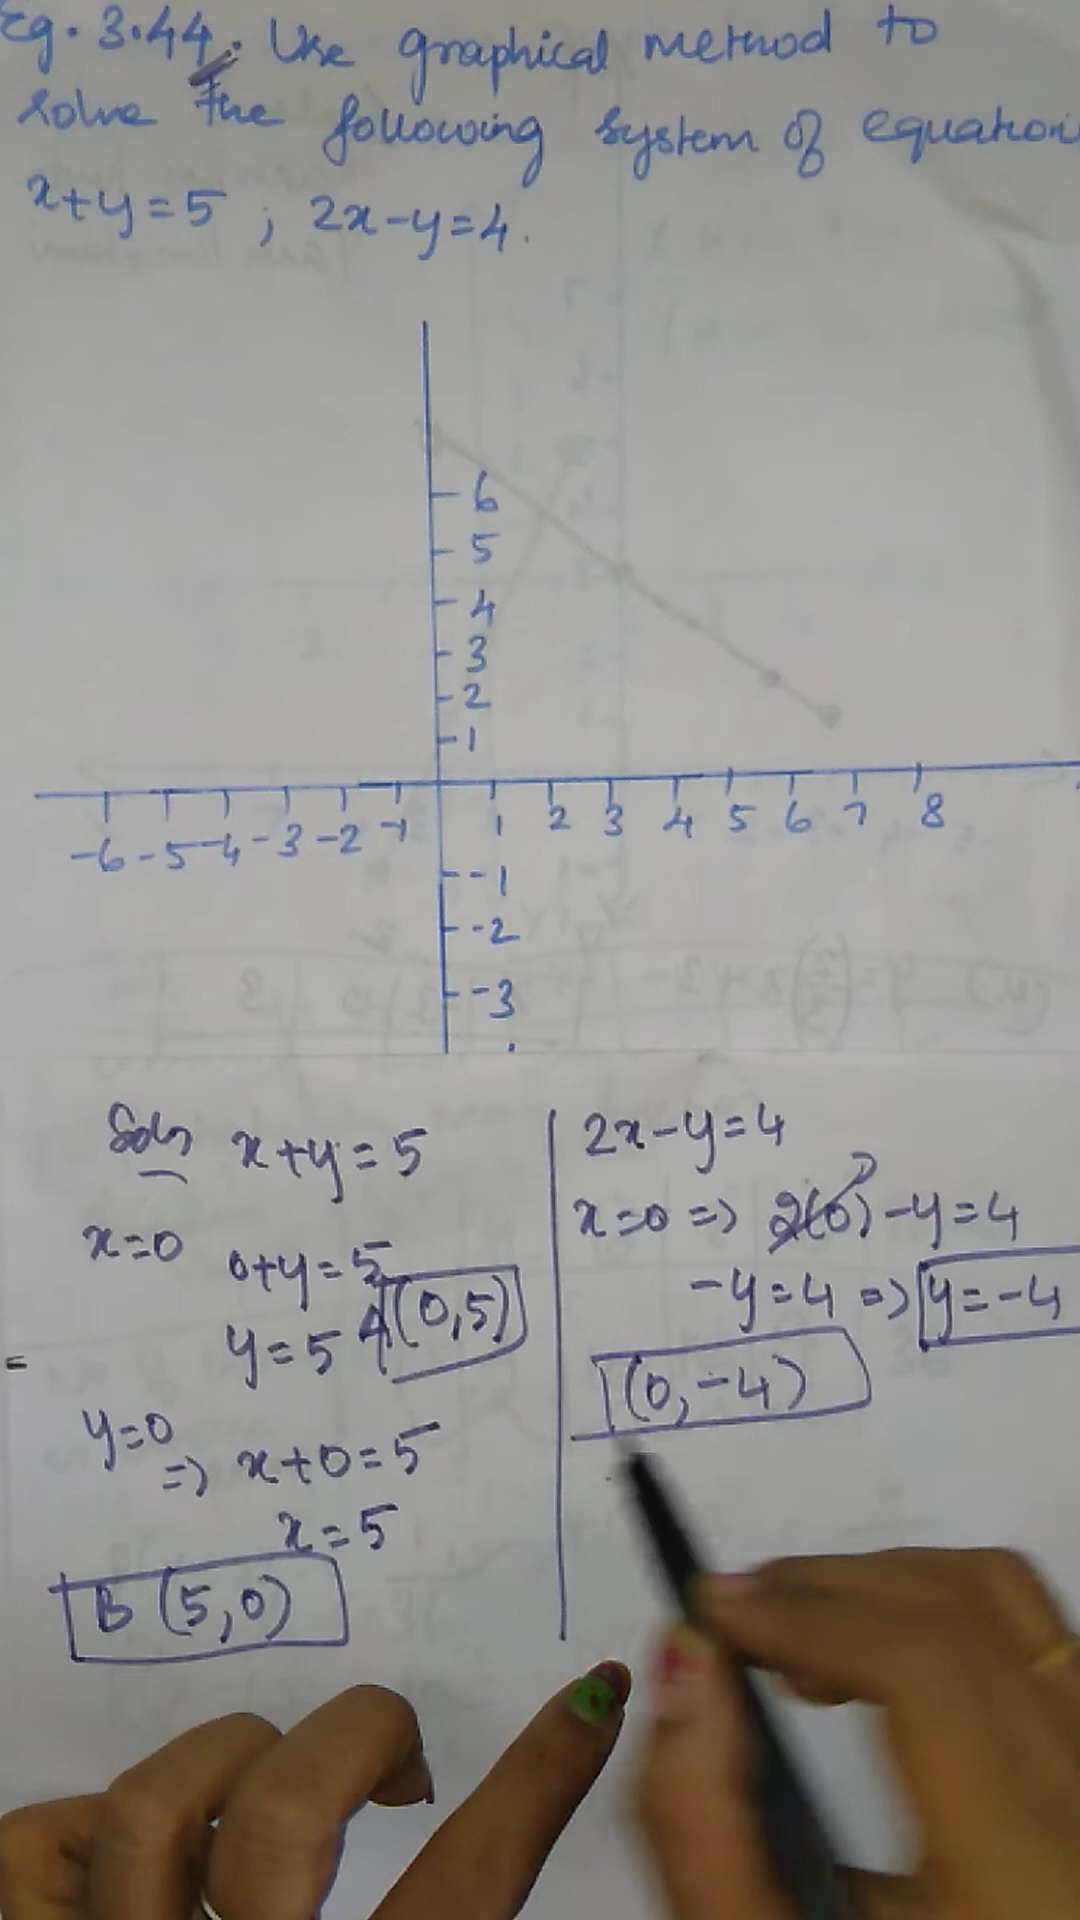 Eg. 3.44. Use graphical method to
solve the following system of equation
x+y=5 ; 2x-y=4.
6
5
4
3
2
1
-6 -5 -4 -3 -2 -1 1 2 3 4 5 6 7 8
-1
-2
-3
Soln x+y=5
x=0 0+y=5
y=5 A(0,5)
=
y=0
=> x+0=5
x=5
B (5,0)
2x-y=4
x=0 => 2(0)-y=4
-y=4 => y=-4
(0,-4)